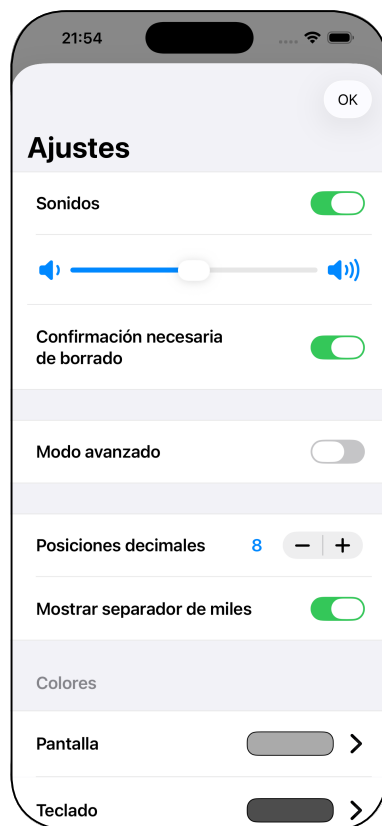 21:54
OK
Ajustes
Sonidos
Confirmación necesaria
de borrado
Modo avanzado
Posiciones decimales 8 − +
Mostrar separador de miles
Colores
Pantalla
Teclado